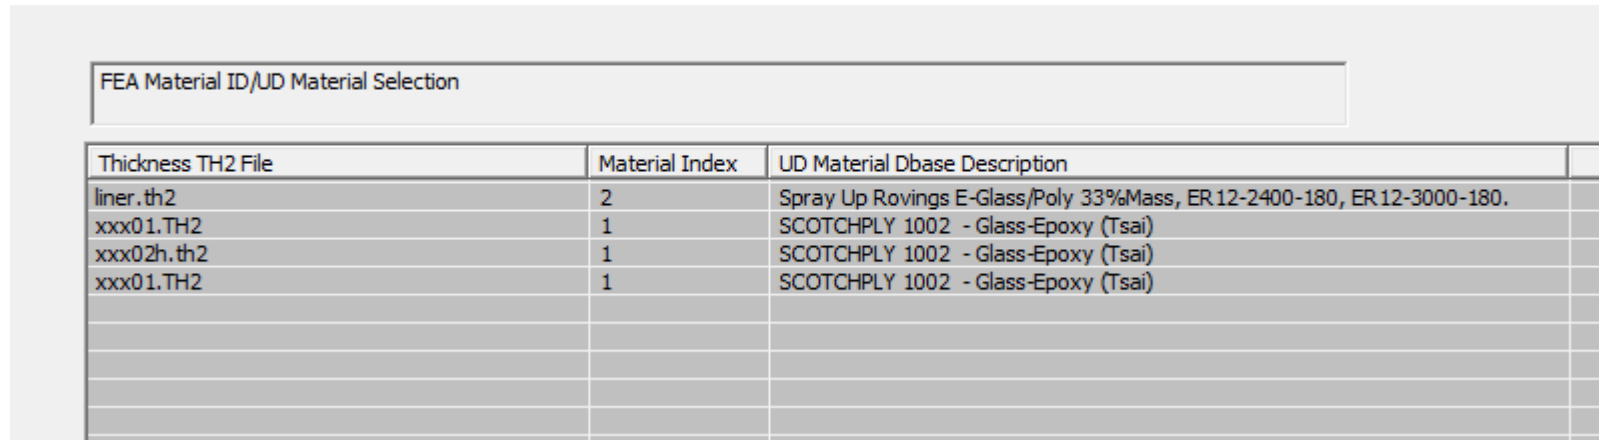 FEA Material ID/UD Material Selection
Thickness TH2 File Material Index UD Material Dbase Description
liner.th2 2 Spray Up Rovings E-Glass/Poly 33%Mass, ER12-2400-180, ER12-3000-180.
xxx01.TH2 1 SCOTCHPLY 1002  - Glass-Epoxy (Tsai)
xxx02h.th2 1 SCOTCHPLY 1002  - Glass-Epoxy (Tsai)
xxx01.TH2 1 SCOTCHPLY 1002  - Glass-Epoxy (Tsai)